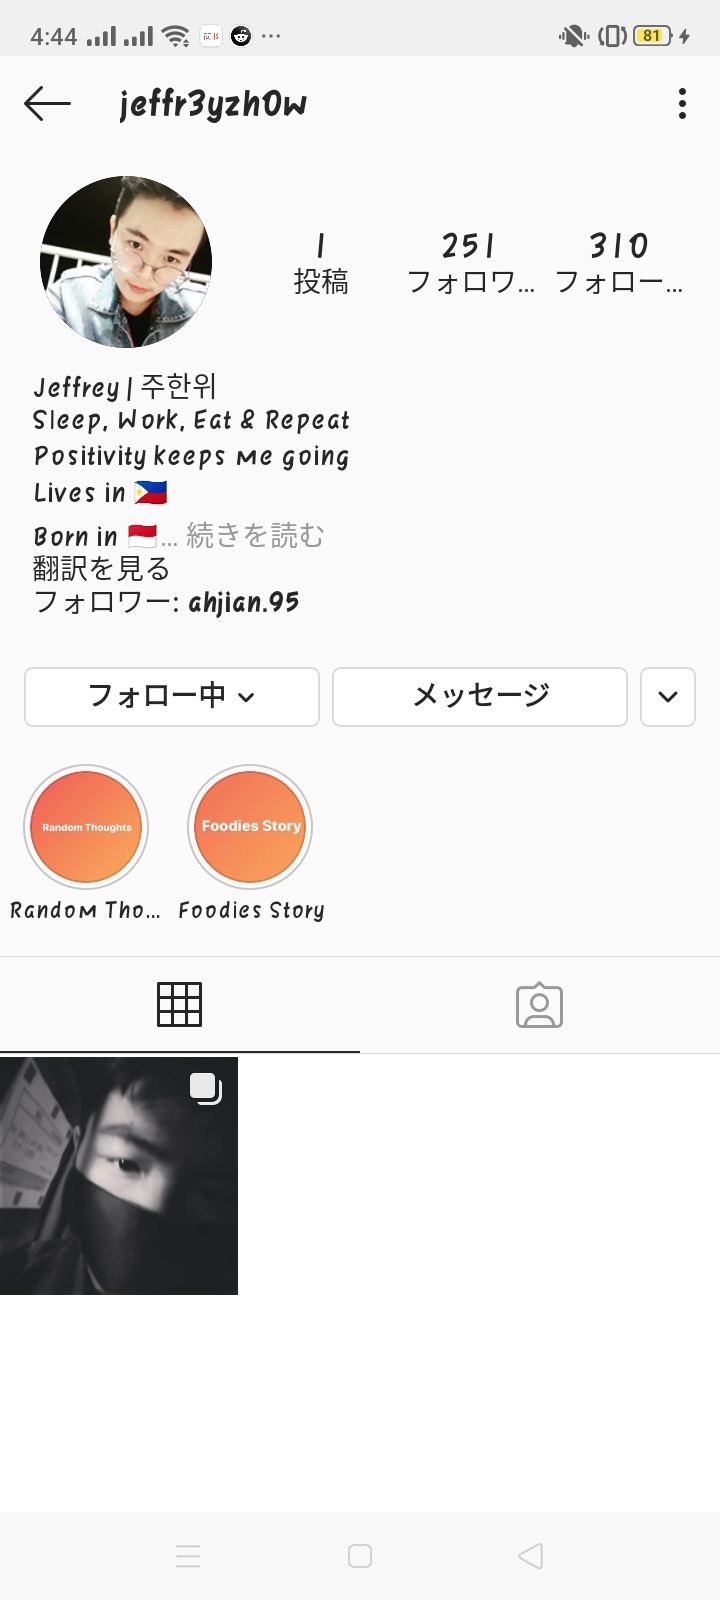 4:44
81
jeffr3yzh0w
1 251 310
投稿 フォロワ... フォロー...
Jeffrey | 주한위
Sleep, Work, Eat & Repeat
Positivity keeps me going
Lives in 🇵🇭
Born in 🇮🇩... 続きを読む
翻訳を見る
フォロワー: ahjian.95
フォロー中 メッセージ
Random Thoughts Foodies Story
Random Tho... Foodies Story